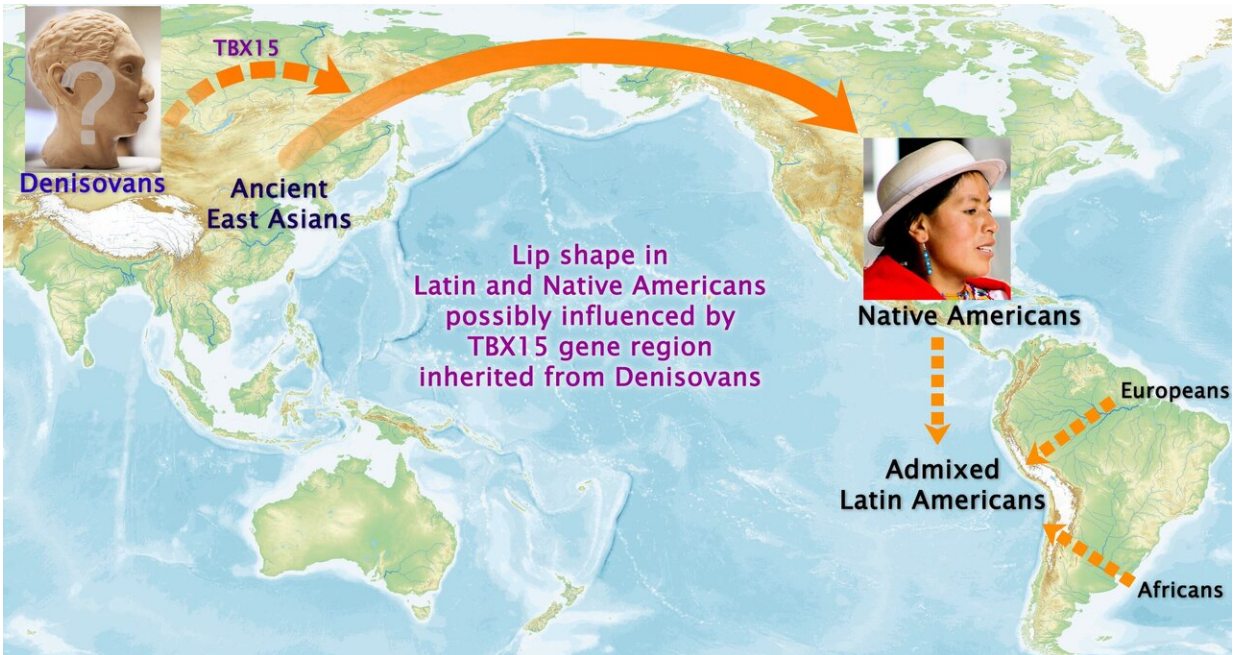 TBX15
?
Denisovans
Ancient
East Asians
Lip shape in
Latin and Native Americans
possibly influenced by
TBX15 gene region
inherited from Denisovans
Native Americans
Europeans
Admixed
Latin Americans
Africans